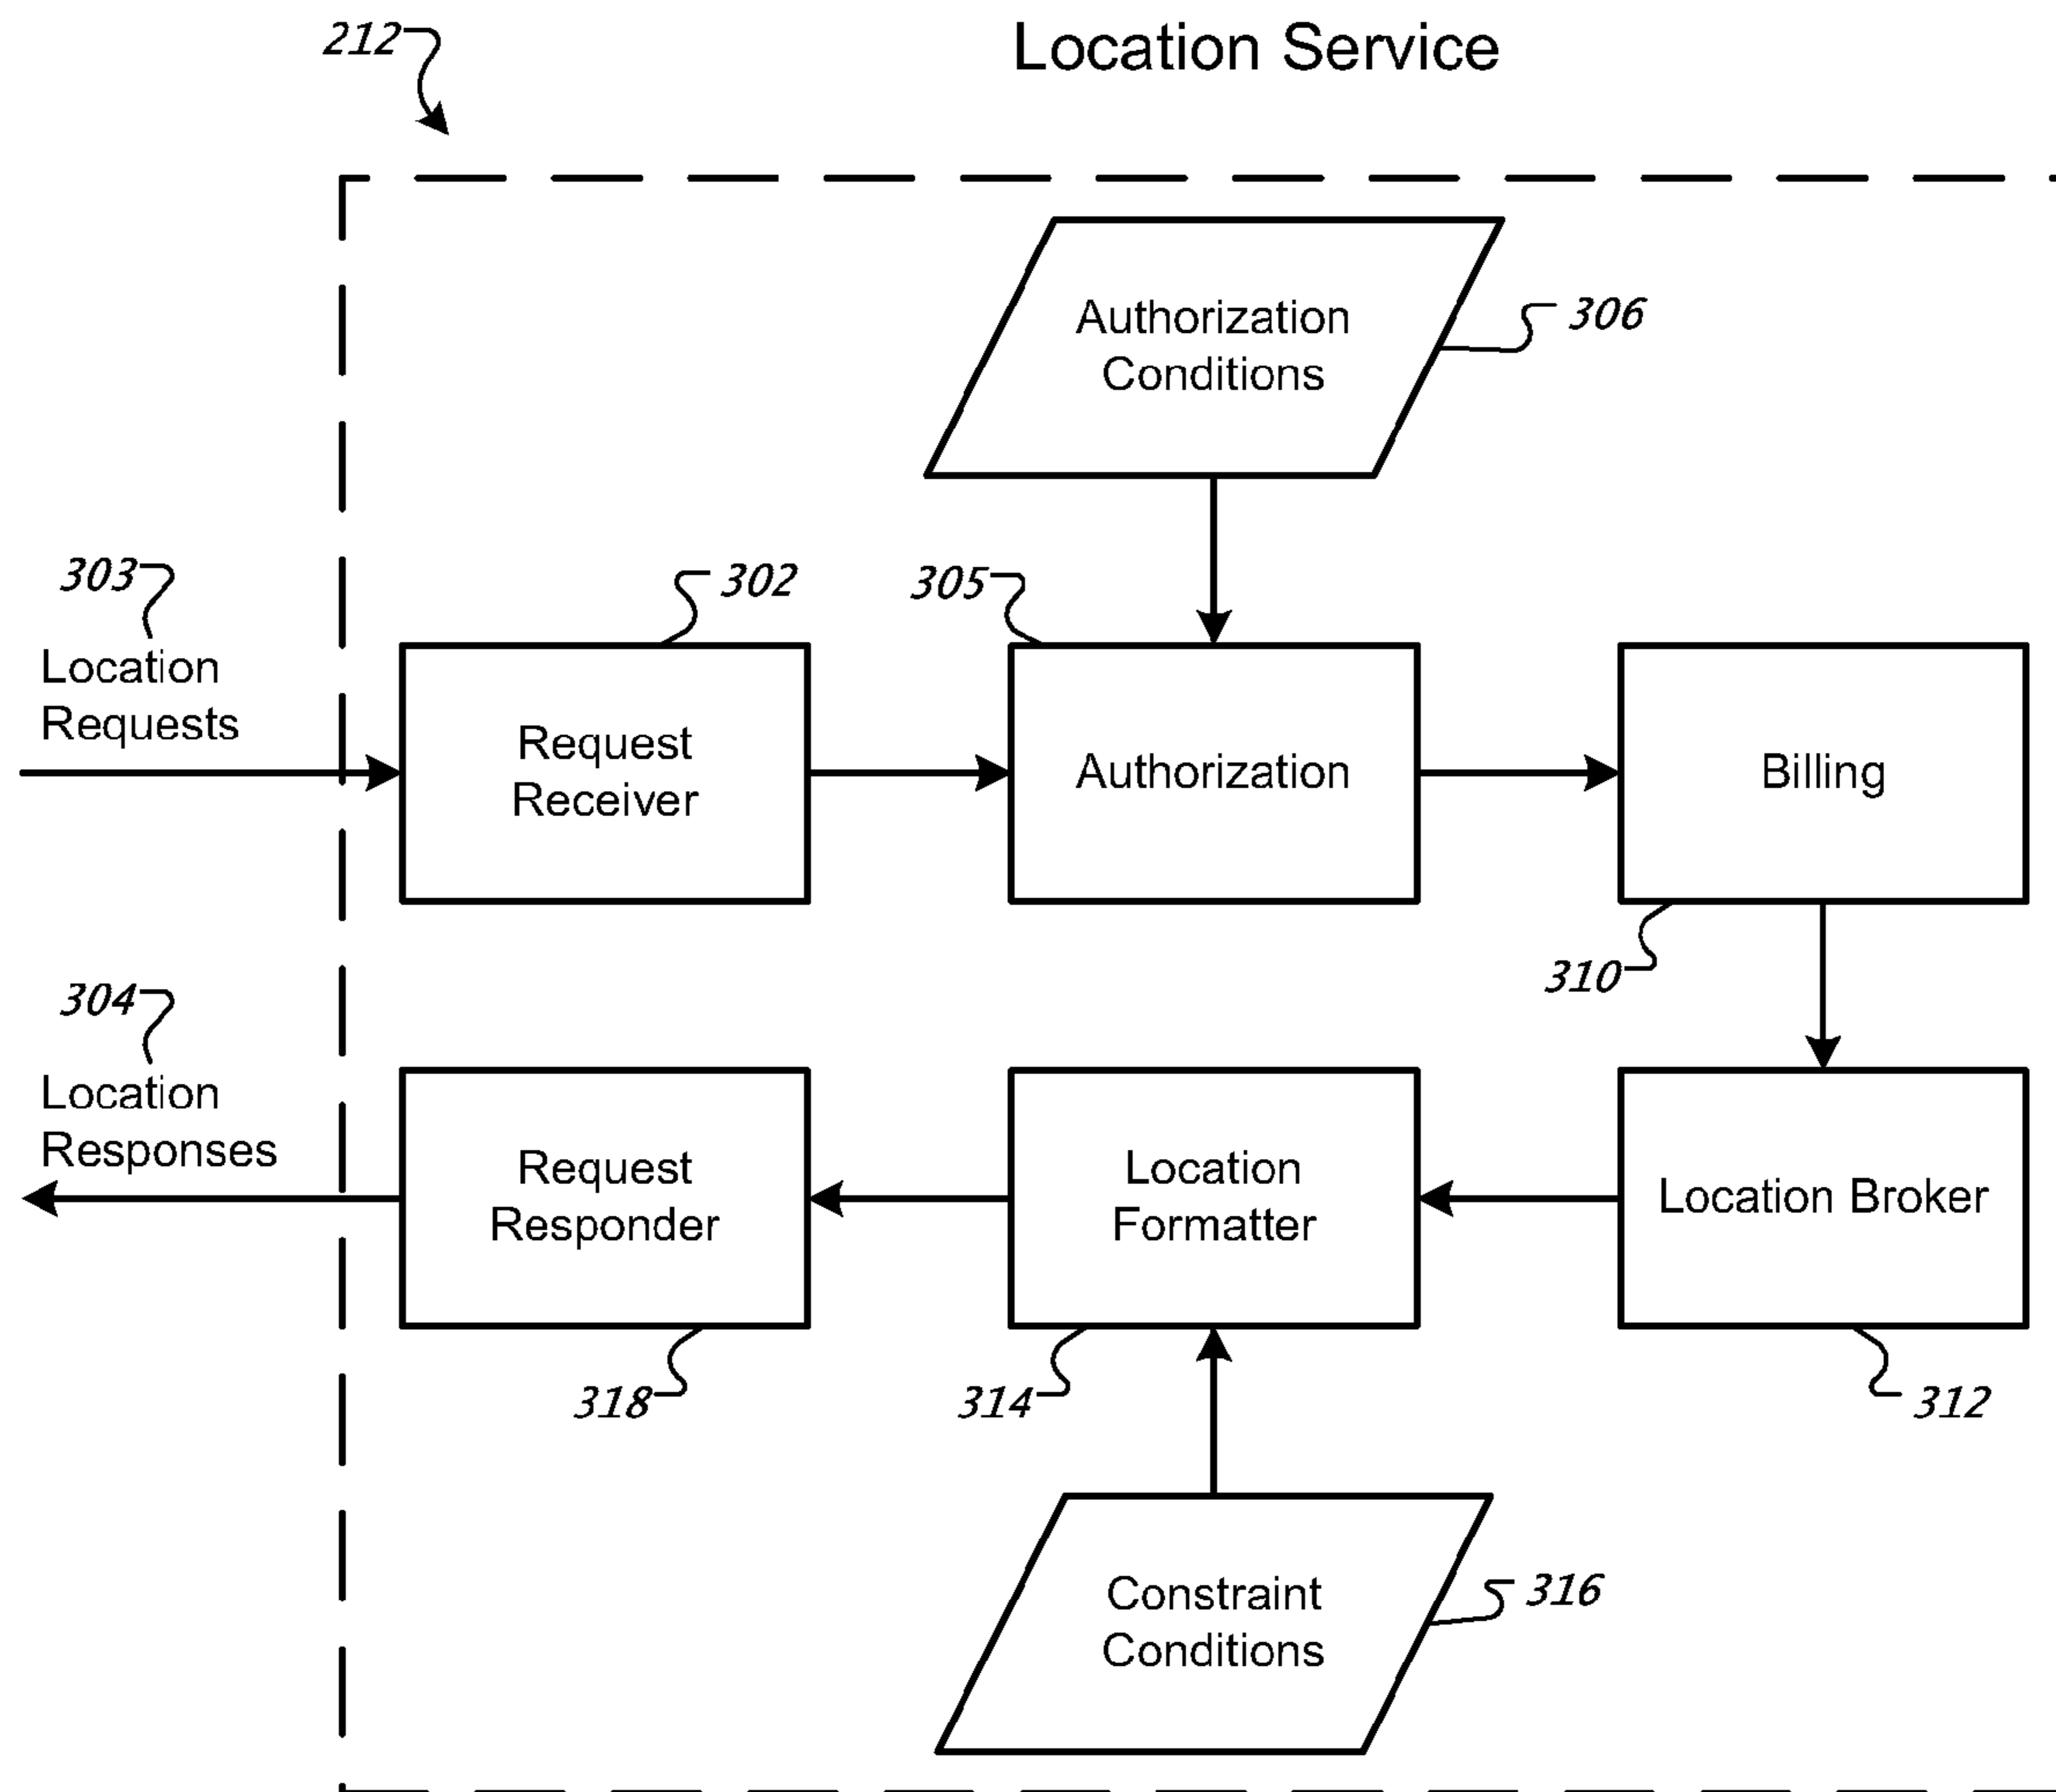 212
Location Service
Authorization
Conditions
306
303
302
305
Location
Requests
Request
Receiver
Authorization
Billing
310
304
Location
Responses
Request
Responder
Location
Formatter
Location Broker
318
314
312
Constraint
Conditions
316